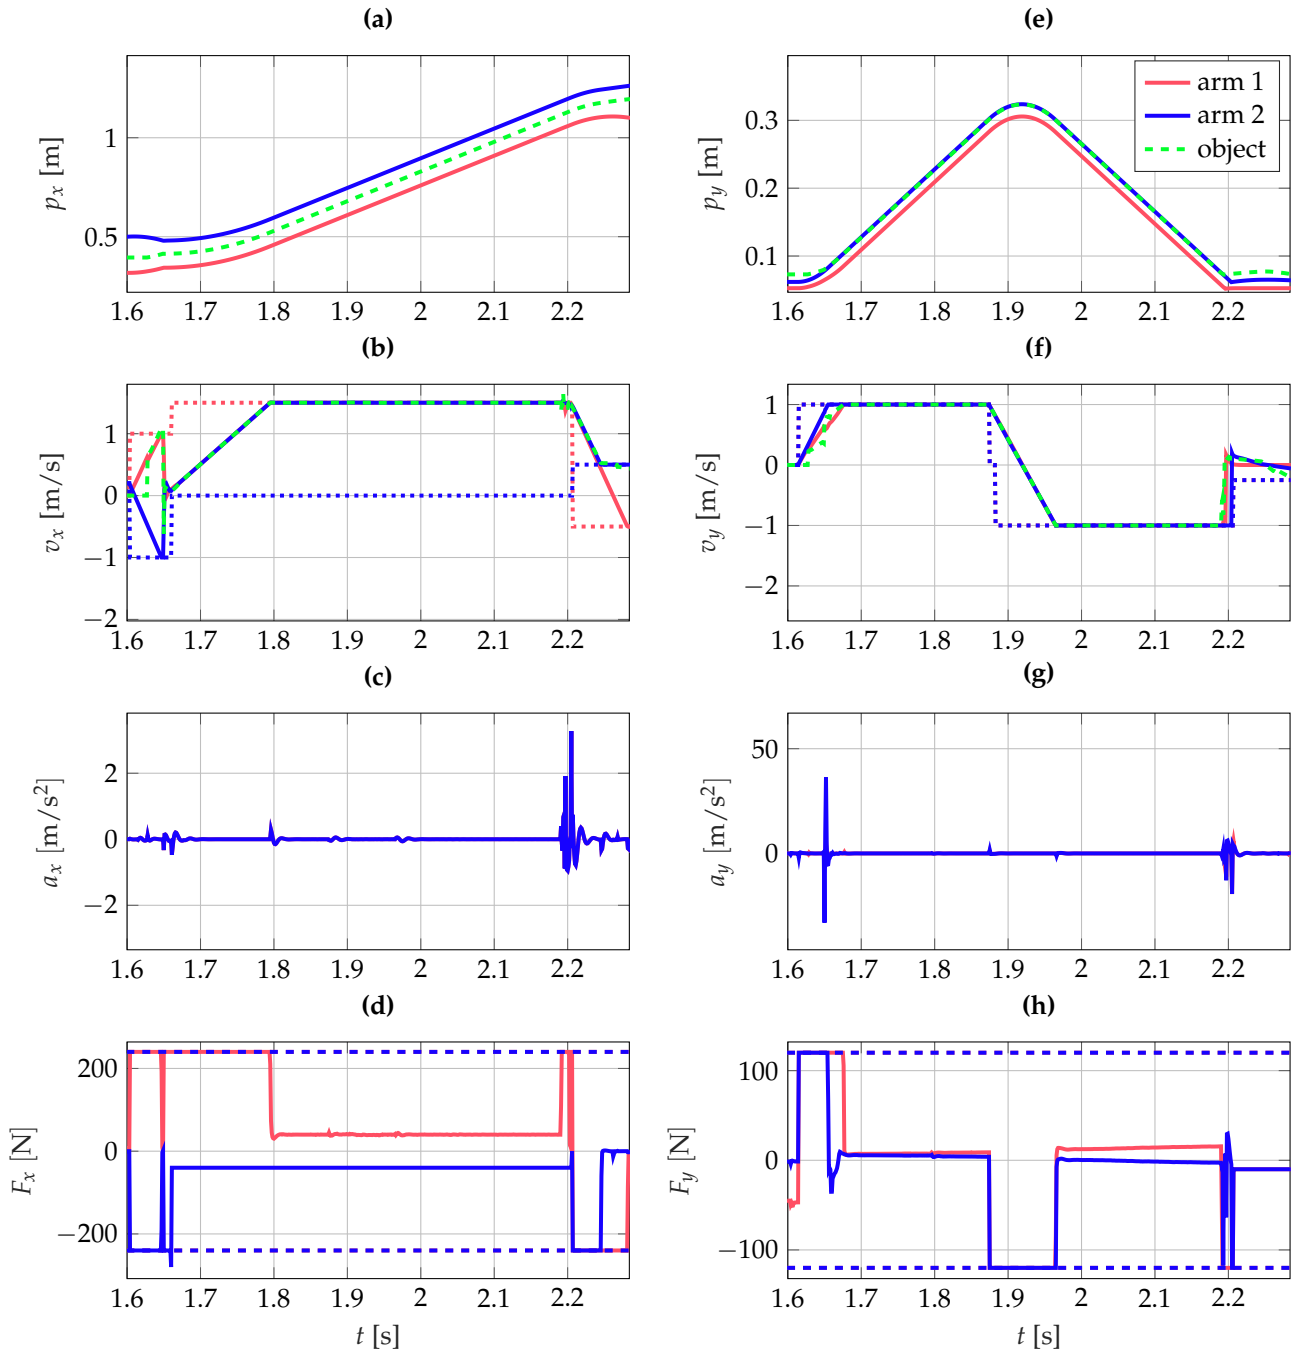 (a)
(e)
p_x [m]
1
0.5
1.6 1.7 1.8 1.9 2 2.1 2.2
p_y [m]
0.3
0.2
0.1
1.6 1.7 1.8 1.9 2 2.1 2.2
arm 1
arm 2
object
(b)
(f)
v_x [m/s]
1
0
−1
−2
1.6 1.7 1.8 1.9 2 2.1 2.2
v_y [m/s]
1
0
−1
−2
1.6 1.7 1.8 1.9 2 2.1 2.2
(c)
(g)
a_x [m/s²]
2
0
−2
1.6 1.7 1.8 1.9 2 2.1 2.2
a_y [m/s²]
50
0
1.6 1.7 1.8 1.9 2 2.1 2.2
(d)
(h)
F_x [N]
200
0
−200
1.6 1.7 1.8 1.9 2 2.1 2.2
t [s]
F_y [N]
100
0
−100
1.6 1.7 1.8 1.9 2 2.1 2.2
t [s]